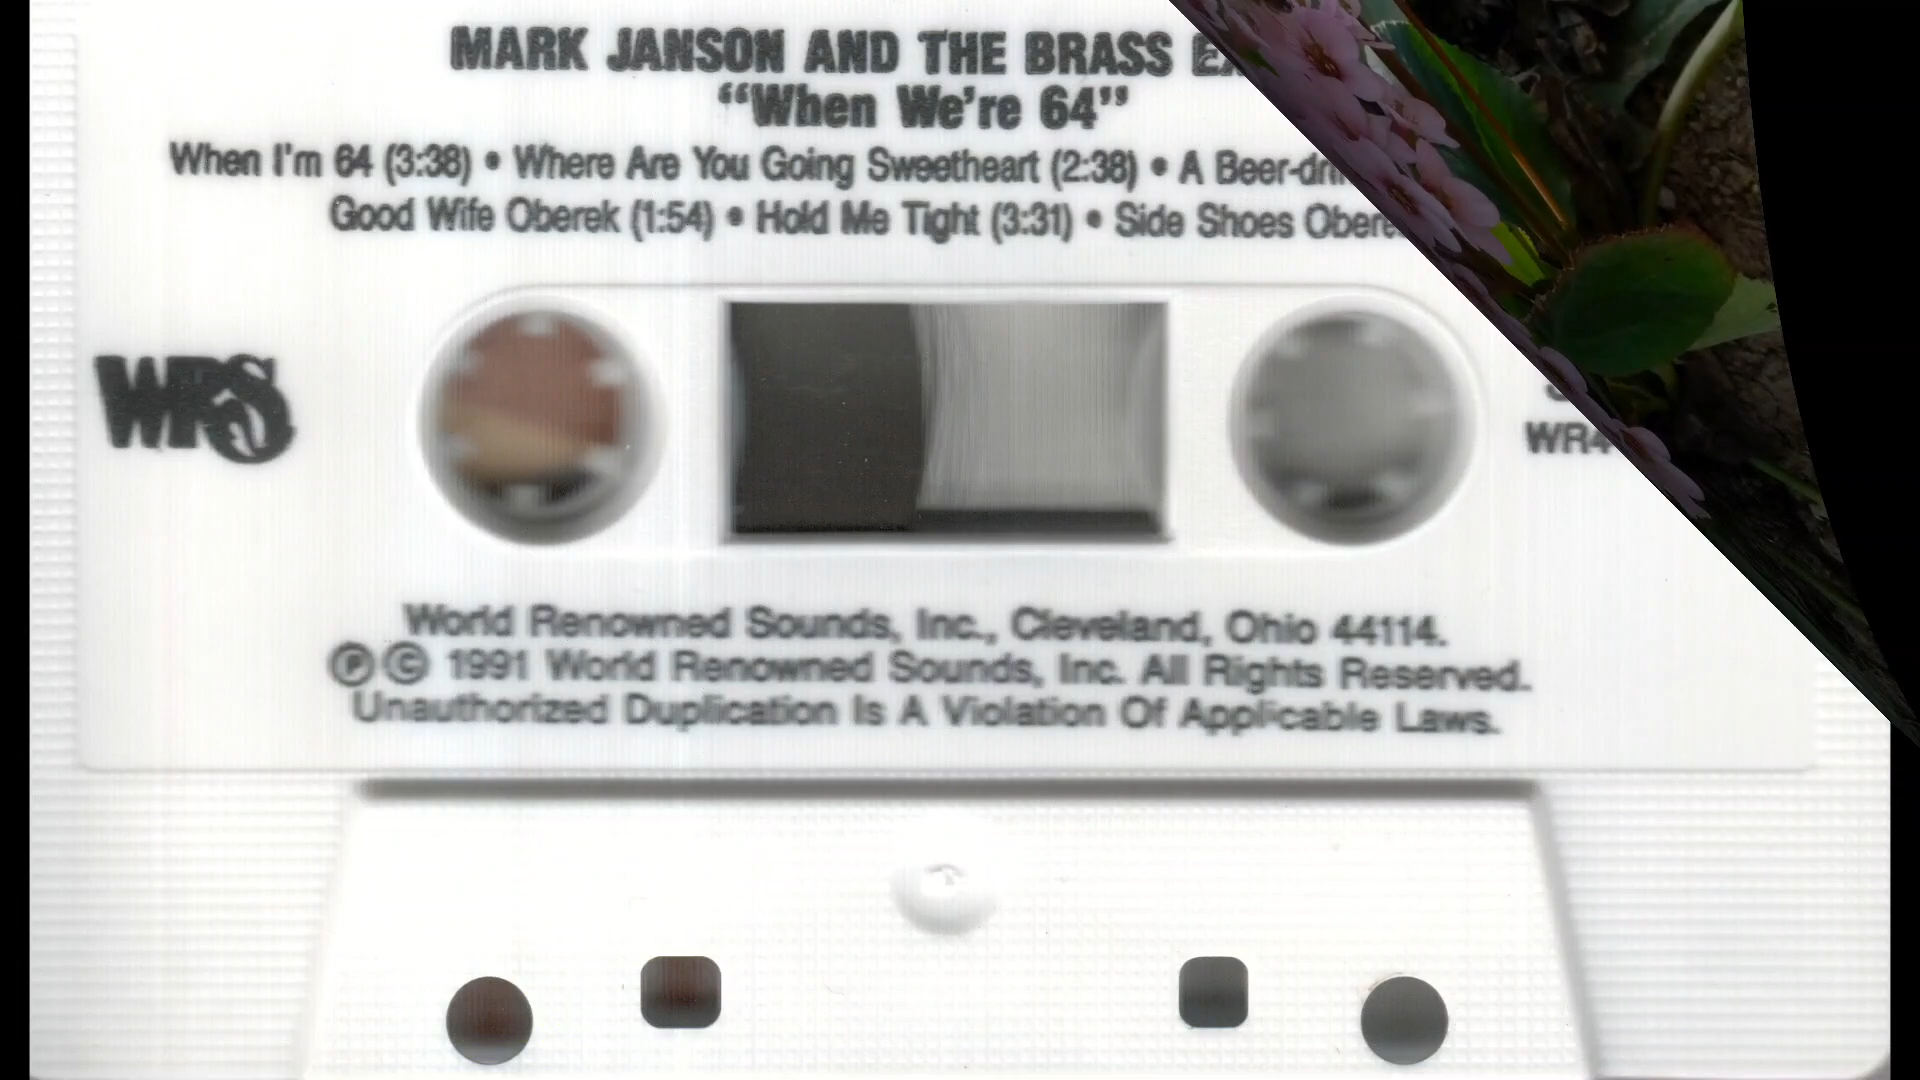 MARK JANSON AND THE BRASS
“When We're 64”
When I'm 64 (3:38) • Where Are You Going Sweetheart (2:38) • A
Good Wife Oberek (1:54) • Hold Me Tight (3:31) • Side Shoes
WRS
World Renowned Sounds, Inc., Cleveland, Ohio 44114.
Ⓟ © 1991 World Renowned Sounds, Inc. All Rights Reserved.
Unauthorized Duplication Is A Violation Of Applicable Laws.